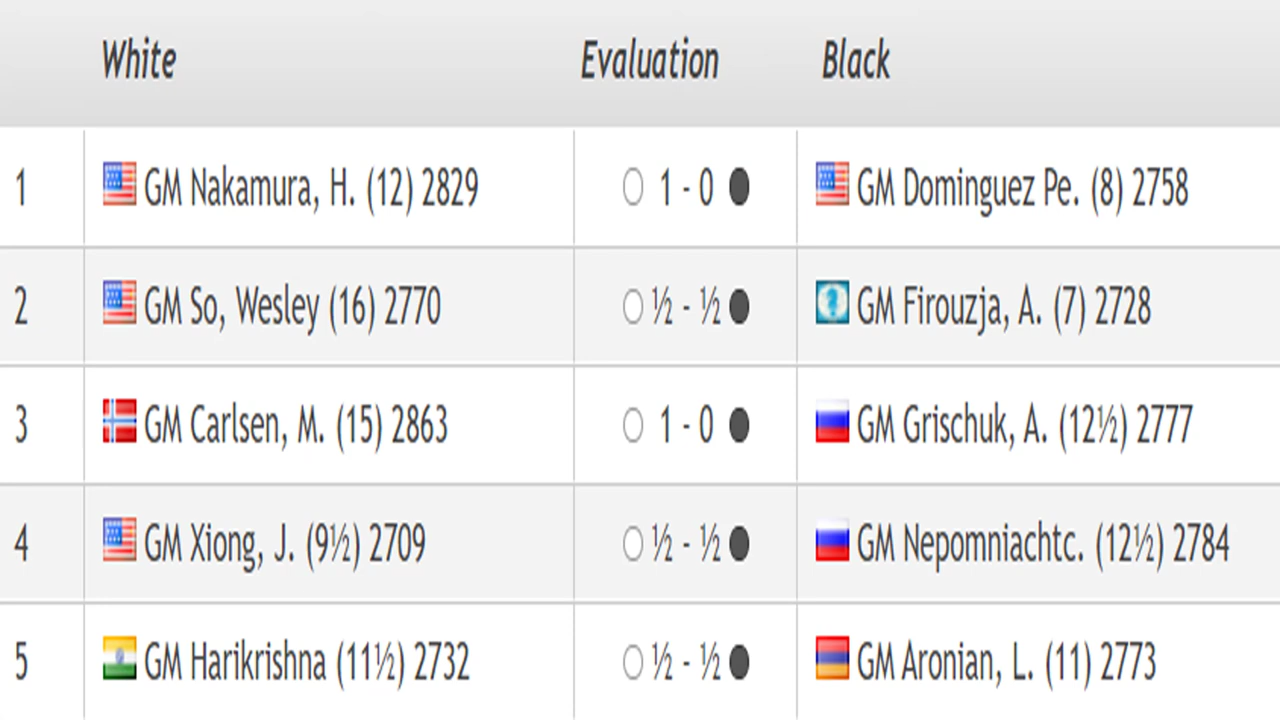 White Evaluation Black
1 GM Nakamura, H. (12) 2829 1 - 0 GM Dominguez Pe. (8) 2758
2 GM So, Wesley (16) 2770 ½ - ½ GM Firouzja, A. (7) 2728
3 GM Carlsen, M. (15) 2863 1 - 0 GM Grischuk, A. (12½) 2777
4 GM Xiong, J. (9½) 2709 ½ - ½ GM Nepomniachtc. (12½) 2784
5 GM Harikrishna (11½) 2732 ½ - ½ GM Aronian, L. (11) 2773